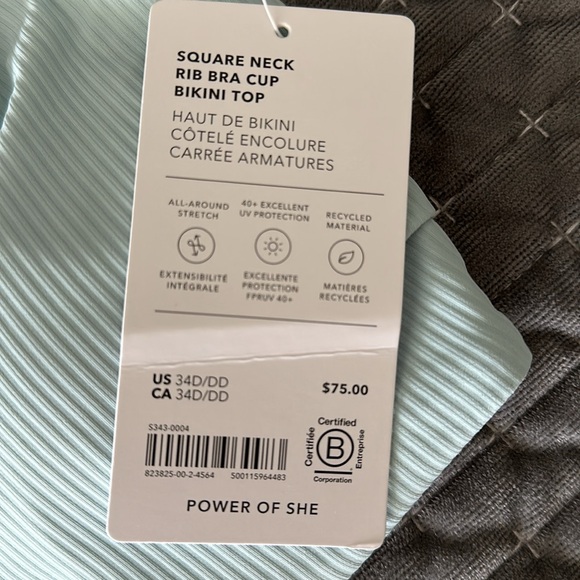 SQUARE NECK
RIB BRA CUP
BIKINI TOP
HAUT DE BIKINI
CÔTELÉ ENCOLURE
CARRÉE ARMATURES
ALL-AROUND
STRETCH
EXTENSIBILITÉ
INTÉGRALE
40+ EXCELLENT
UV PROTECTION
EXCELLENTE
PROTECTION
FPRUV 40+
RECYCLED
MATERIAL
MATIÈRES
RECYCLÉES
US 34D/DD
CA 34D/DD
$75.00
S343-0004
823825-00-2-4564 S00115964483
Certified
Certifiée
B
Entreprise
Corporation
POWER OF SHE